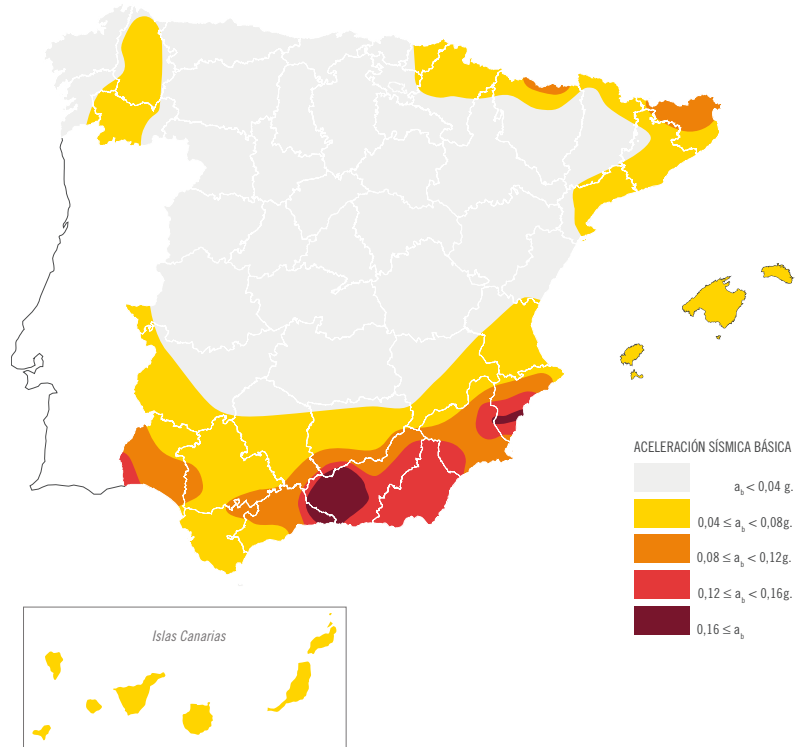 ACELERACIÓN SÍSMICA BÁSICA
a_b < 0,04 g.
0,04 ≤ a_b < 0,08g.
0,08 ≤ a_b < 0,12g.
0,12 ≤ a_b < 0,16g.
0,16 ≤ a_b
Islas Canarias